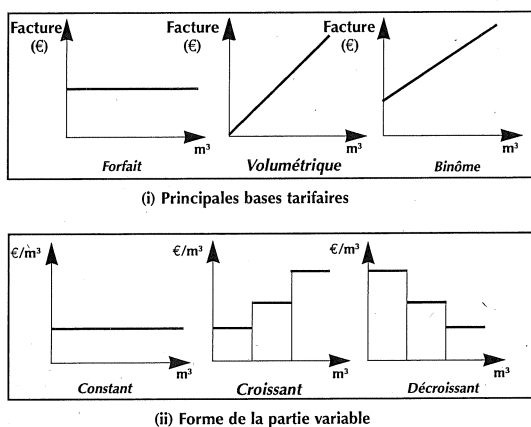 Facture
(€)
m³
Forfait
Facture
(€)
m³
Volumétrique
Facture
(€)
m³
Binôme
(i) Principales bases tarifaires
€/m³
m³
Constant
€/m³
m³
Croissant
€/m³
m³
Décroissant
(ii) Forme de la partie variable